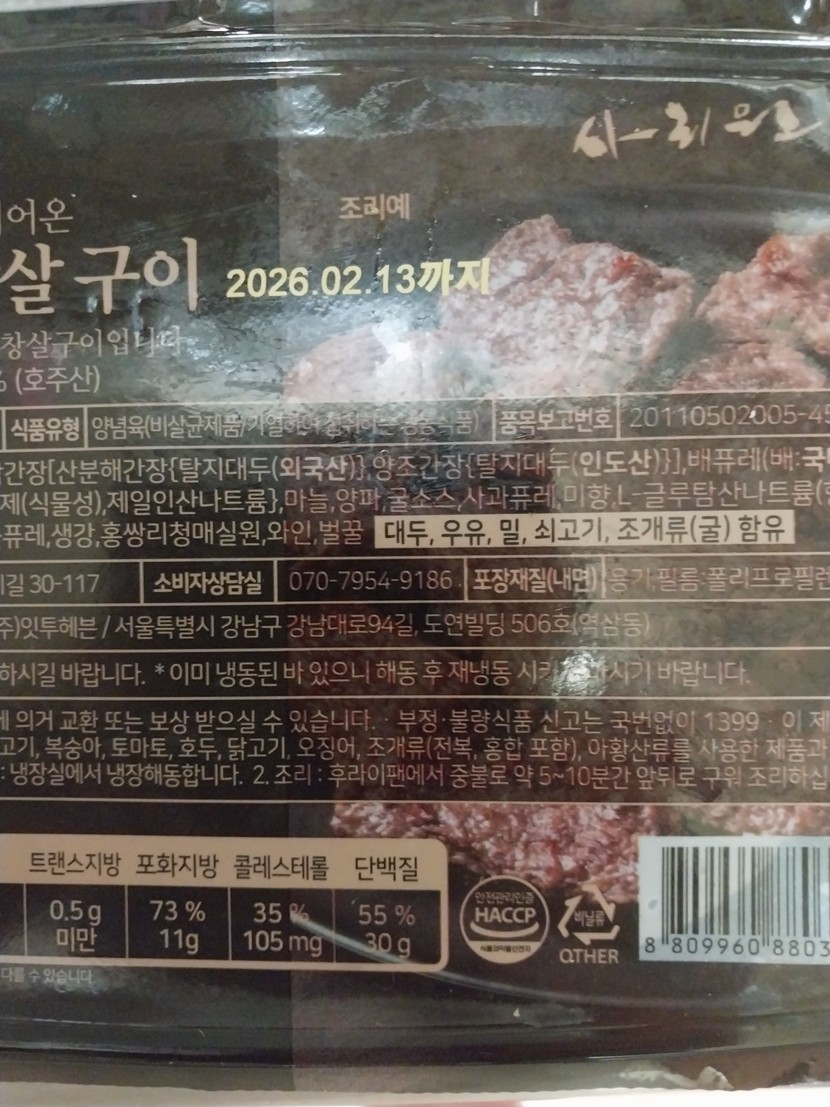 사리원
조리예
어온
살구이
2026.02.13까지
창살구이입니다
% (호주산)
식품유형 양념육(비살균제품/가열하여 섭취하는 냉동식품) 품목보고번호 20110502005-4
간장[산분해간장{탈지대두(외국산)},양조간장{탈지대두(인도산)}],배퓨레(배:국
제(식물성),제일인산나트륨},마늘,양파,굴소스,사과퓨레,미향,L-글루탐산나트륨(
퓨레,생강,홍쌍리청매실원,와인,벌꿀 대두, 우유, 밀, 쇠고기, 조개류(굴) 함유
길 30-117 소비자상담실 070-7954-9186 포장재질(내면) 용기,필름:폴리프로필렌
주)잇투헤븐 / 서울특별시 강남구 강남대로94길, 도연빌딩 506호(역삼동)
하시길 바랍니다. *이미 냉동된 바 있으니 해동 후 재냉동 시키지 마시기 바랍니다.
에 의거 교환 또는 보상 받으실 수 있습니다. · 부정·불량식품 신고는 국번없이 1399 · 이 제
고기, 복숭아, 토마토, 호두, 닭고기, 오징어, 조개류(전복, 홍합 포함), 아황산류를 사용한 제품과
: 냉장실에서 냉장해동합니다. 2. 조리 : 후라이팬에서 중불로 약 5~10분간 앞뒤로 구워 조리하십
트랜스지방 포화지방 콜레스테롤 단백질
0.5 g 73 % 35 % 55 %
미만 11g 105 mg 30 g
다를 수 있습니다
안전관리인증
HACCP
식품의약품안전처
비닐류
OTHER
8 809960 8803